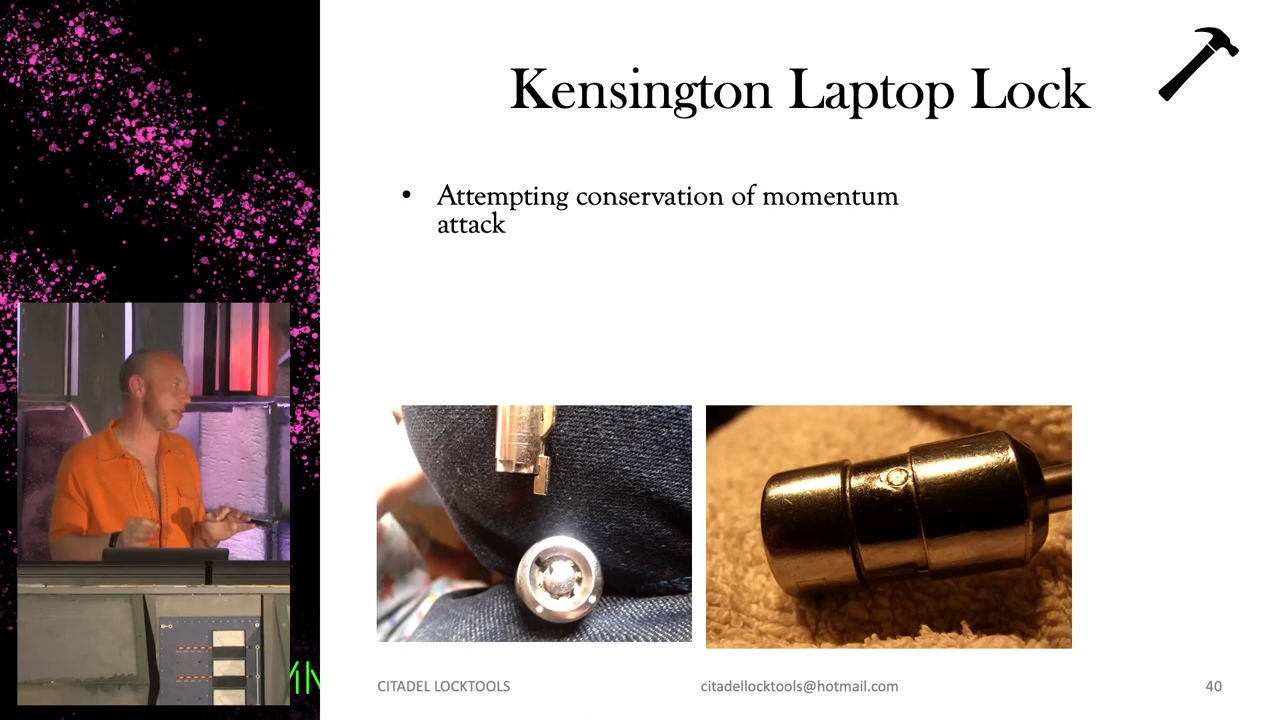 Kensington Laptop Lock
• Attempting conservation of momentum
attack
CITADEL LOCKTOOLS
citadellocktools@hotmail.com
40